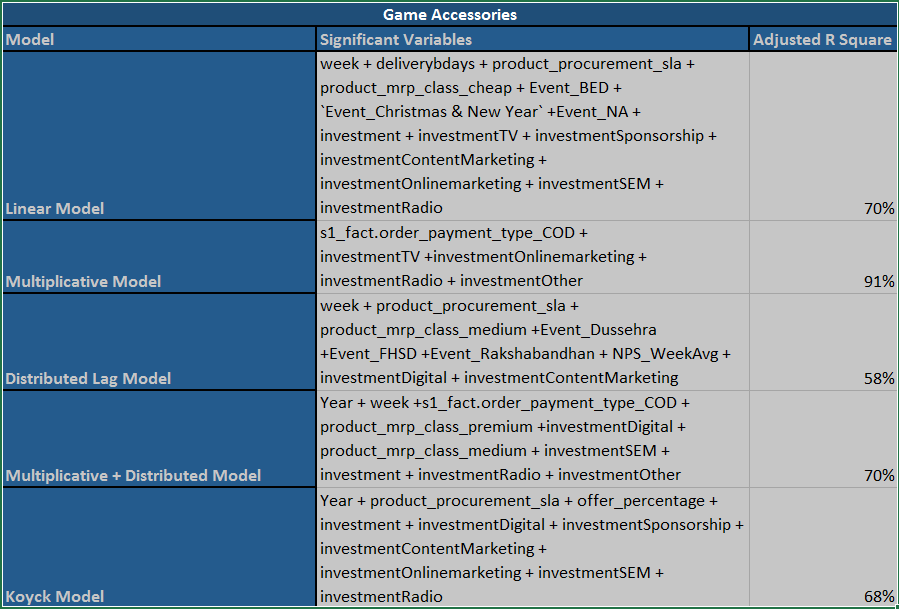 Game Accessories
Model Significant Variables Adjusted R Square
week + deliverybdays + product_procurement_sla +
product_mrp_class_cheap + Event_BED +
`Event_Christmas & New Year` +Event_NA +
investment + investmentTV + investmentSponsorship +
investmentContentMarketing +
investmentOnlinemarketing + investmentSEM +
Linear Model investmentRadio 70%
s1_fact.order_payment_type_COD +
investmentTV +investmentOnlinemarketing +
Multiplicative Model investmentRadio + investmentOther 91%
week + product_procurement_sla +
product_mrp_class_medium +Event_Dussehra
+Event_FHSD +Event_Rakshabandhan + NPS_WeekAvg +
Distributed Lag Model investmentDigital + investmentContentMarketing 58%
Year + week +s1_fact.order_payment_type_COD +
product_mrp_class_premium +investmentDigital +
product_mrp_class_medium + investmentSEM +
Multiplicative + Distributed Model investment + investmentRadio + investmentOther 70%
Year + product_procurement_sla + offer_percentage +
investment + investmentDigital + investmentSponsorship +
investmentContentMarketing +
investmentOnlinemarketing + investmentSEM +
Koyck Model investmentRadio 68%